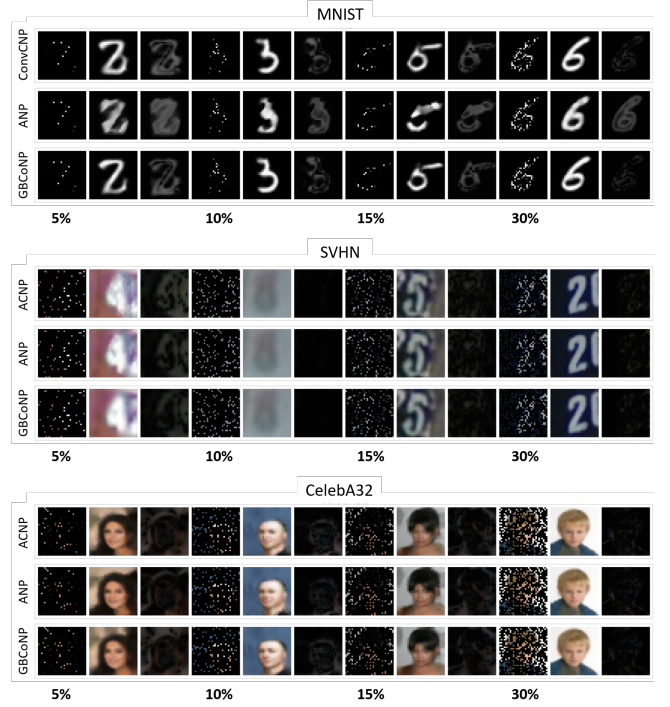 MNIST
ConvCNP
ANP
GBCoNP
5% 10% 15% 30%
SVHN
ACNP
ANP
GBCoNP
5% 10% 15% 30%
CelebA32
ACNP
ANP
GBCoNP
5% 10% 15% 30%